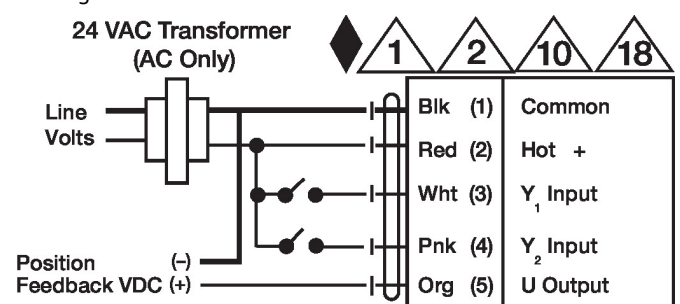 24 VAC Transformer
(AC Only)
1 2 10 18
Line
Volts
Blk (1) Common
Red (2) Hot +
Wht (3) Y1 Input
Pnk (4) Y2 Input
Position (–)
Feedback VDC (+)
Org (5) U Output